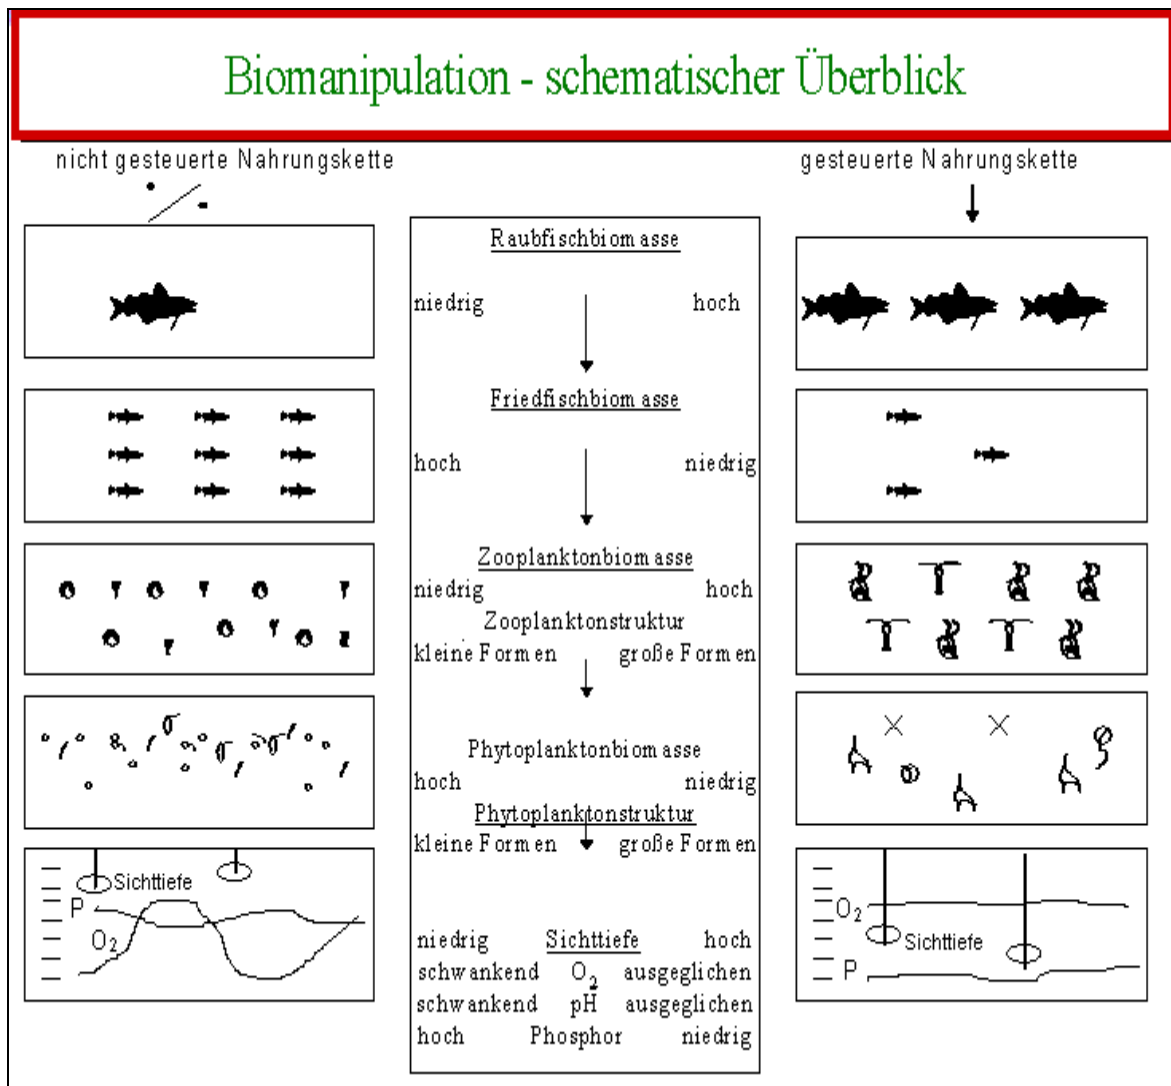 Biomanipulation - schematischer Überblick
nicht gesteuerte Nahrungskette
gesteuerte Nahrungskette
Raubfischbiomasse
niedrig hoch
Friedfischbiomasse
hoch niedrig
Zooplanktonbiomasse
niedrig hoch
Zooplanktonstruktur
kleine Formen große Formen
Phytoplanktonbiomasse
hoch niedrig
Phytoplanktonstruktur
kleine Formen große Formen
niedrig Sichttiefe hoch
schwankend O₂ ausgeglichen
schwankend pH ausgeglichen
hoch Phosphor niedrig
Sichttiefe
P
O₂
O₂
Sichttiefe
P